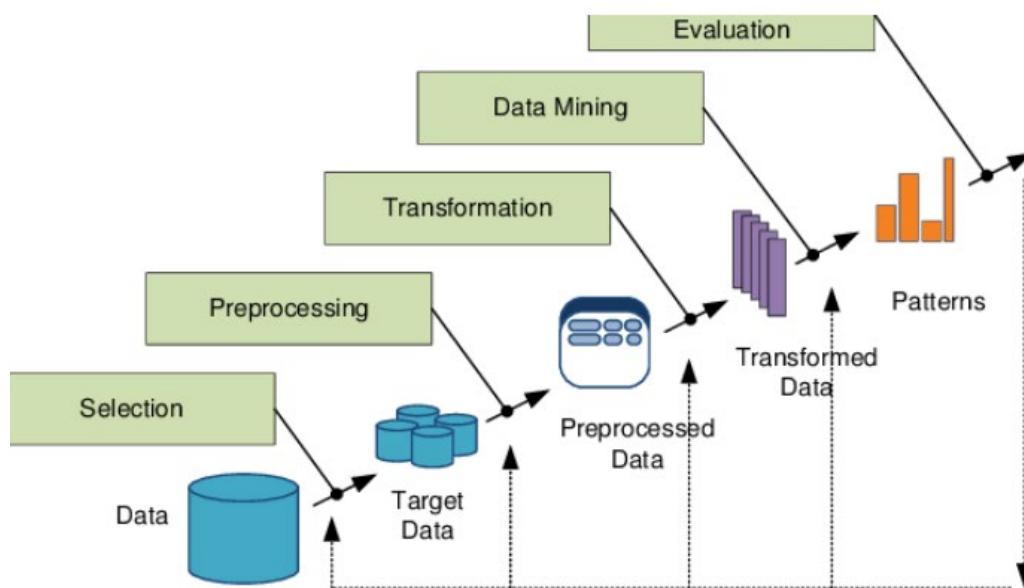 Evaluation
Data Mining
Transformation
Preprocessing
Selection
Patterns
Transformed
Data
Preprocessed
Data
Target
Data
Data